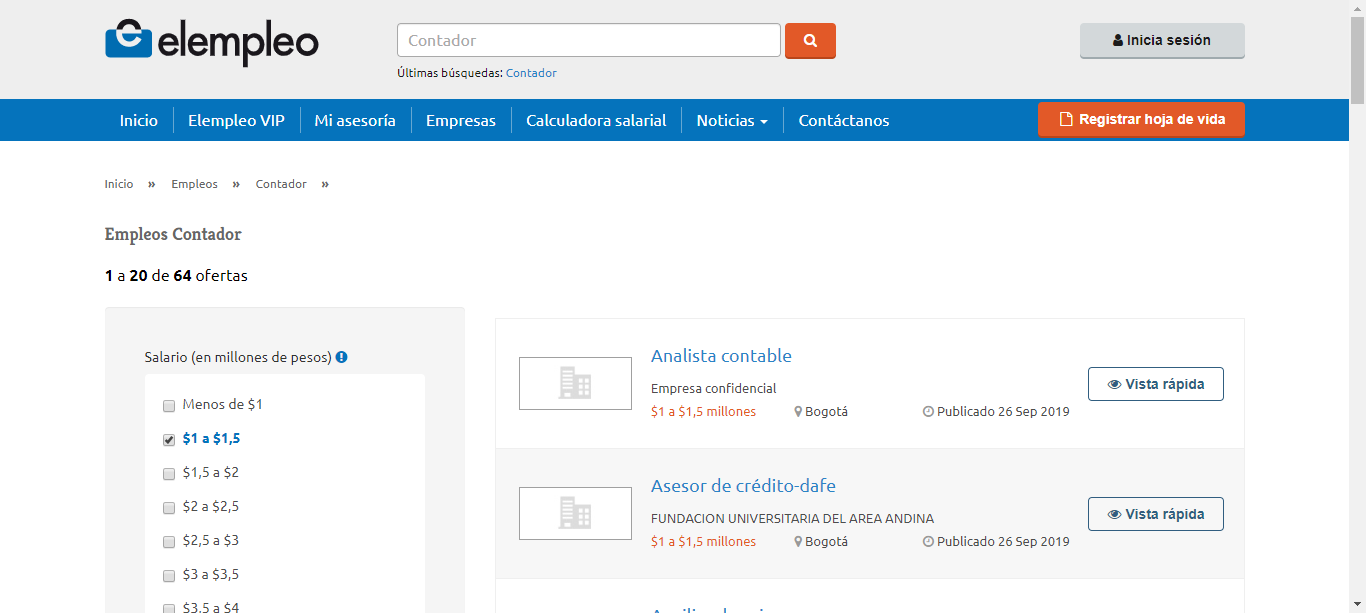 elempleo
Contador
Últimas búsquedas: Contador
Inicia sesión
Inicio Elempleo VIP Mi asesoría Empresas Calculadora salarial Noticias Contáctanos
Registrar hoja de vida
Inicio » Empleos » Contador »
Empleos Contador
1 a 20 de 64 ofertas
Salario (en millones de pesos)
Menos de $1
$1 a $1,5
$1,5 a $2
$2 a $2,5
$2,5 a $3
$3 a $3,5
$3,5 a $4
Analista contable
Empresa confidencial
$1 a $1,5 millones Bogotá Publicado 26 Sep 2019
Vista rápida
Asesor de crédito-dafe
FUNDACION UNIVERSITARIA DEL AREA ANDINA
$1 a $1,5 millones Bogotá Publicado 26 Sep 2019
Vista rápida